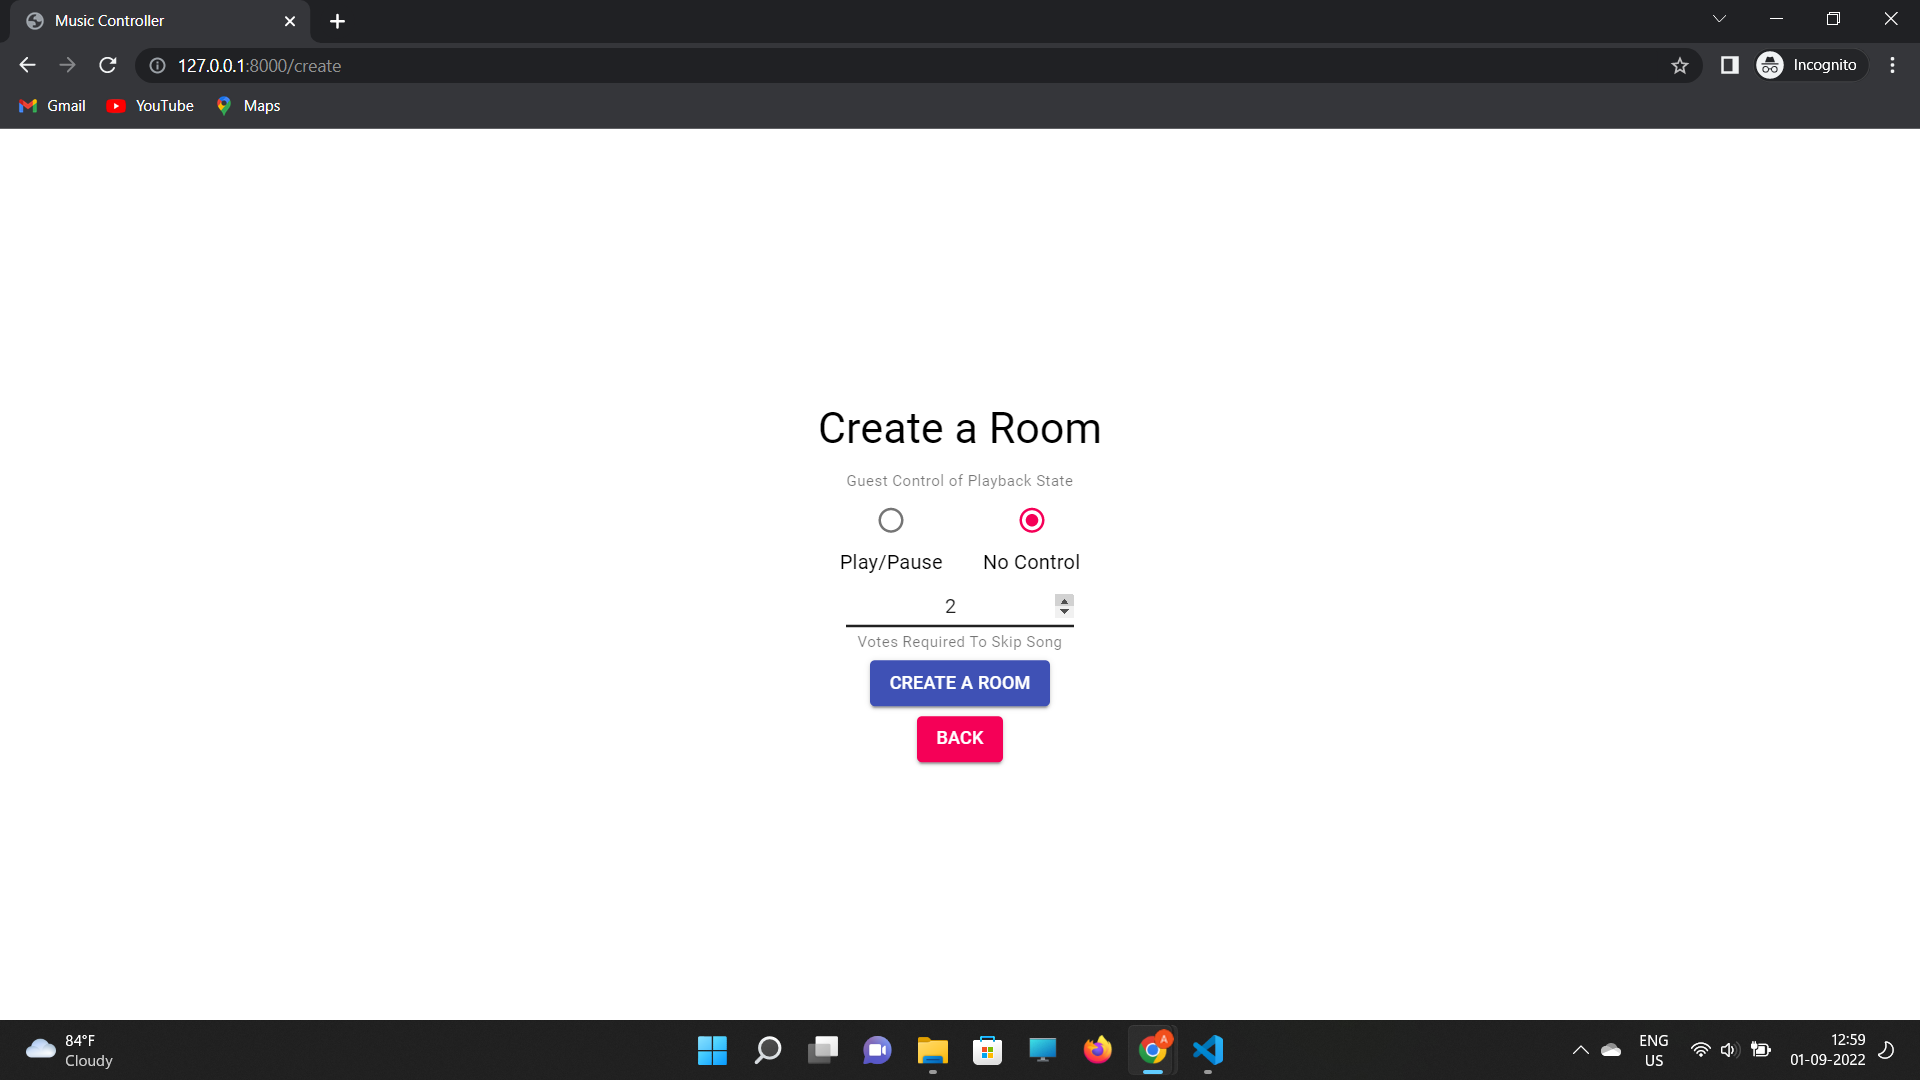 Music Controller
127.0.0.1:8000/create
Incognito
Gmail YouTube Maps
Create a Room
Guest Control of Playback State
Play/Pause No Control
2
Votes Required To Skip Song
CREATE A ROOM
BACK
84°F
Cloudy
A
ENG
US
12:59
01-09-2022